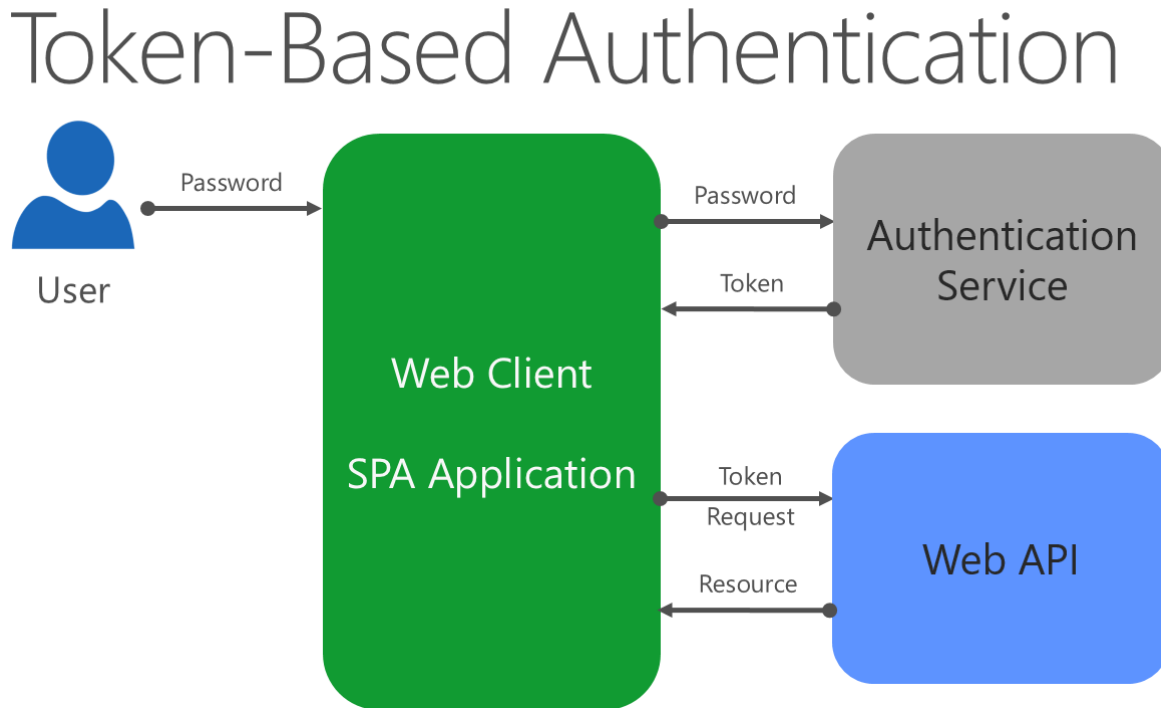 Token-Based Authentication
Password
User
Web Client
SPA Application
Password
Token
Authentication
Service
Token
Request
Resource
Web API